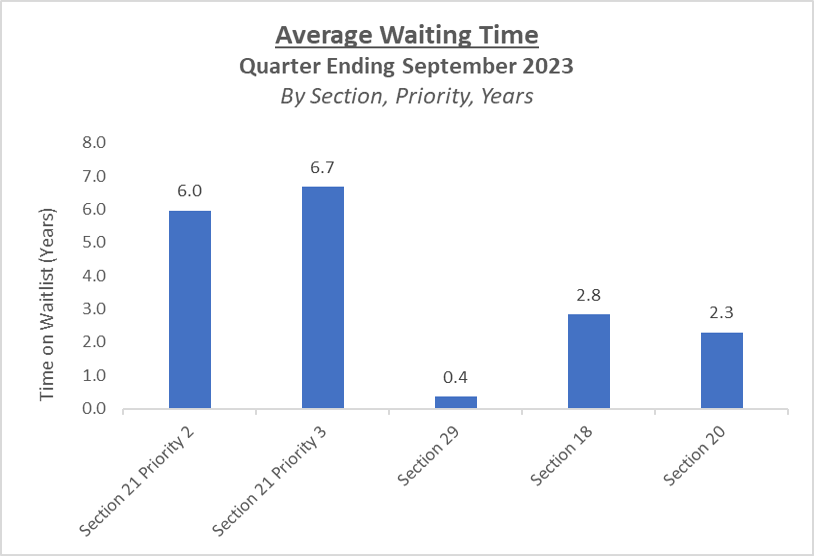 Average Waiting Time
Quarter Ending September 2023
By Section, Priority, Years
Time on Waitlist (Years)
8.0
7.0
6.0
5.0
4.0
3.0
2.0
1.0
0.0
6.0
6.7
0.4
2.8
2.3
Section 21 Priority 2
Section 21 Priority 3
Section 29
Section 18
Section 20